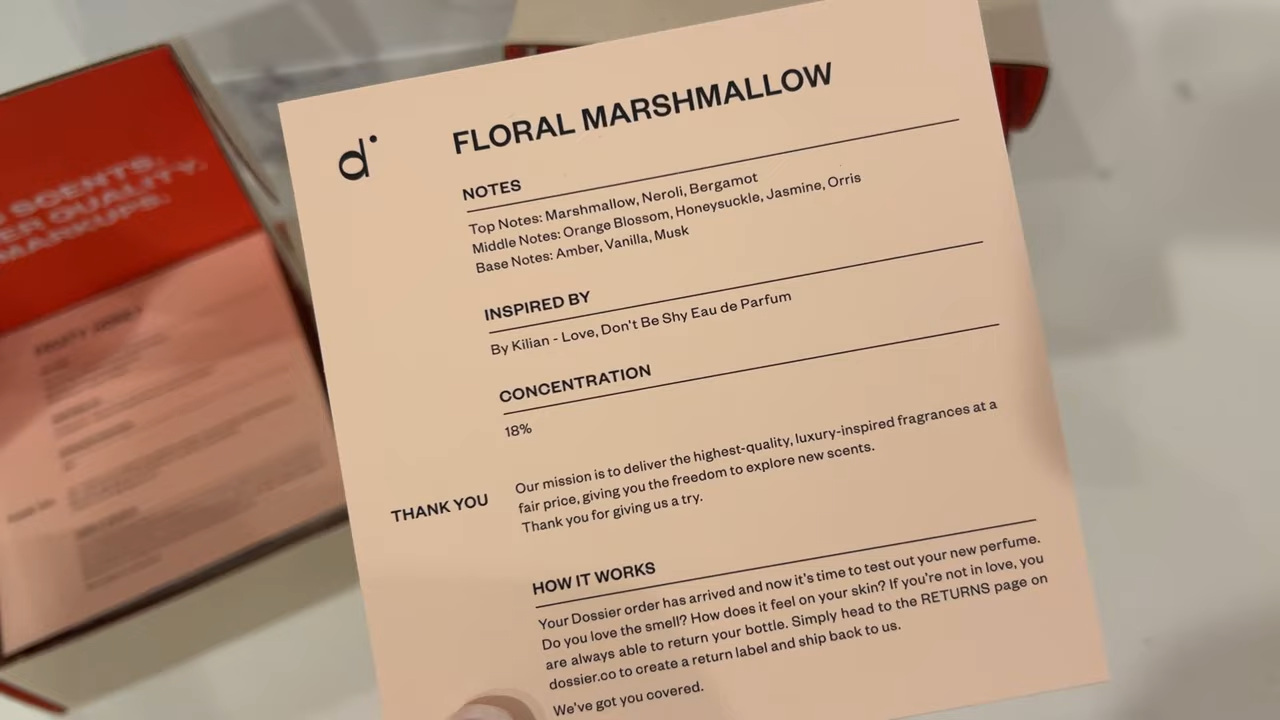 d
FLORAL MARSHMALLOW
NOTES
Top Notes: Marshmallow, Neroli, Bergamot
Middle Notes: Orange Blossom, Honeysuckle, Jasmine, Orris
Base Notes: Amber, Vanilla, Musk
INSPIRED BY
By Kilian - Love, Don't Be Shy Eau de Parfum
CONCENTRATION
18%
THANK YOU
Our mission is to deliver the highest-quality, luxury-inspired fragrances at a
fair price, giving you the freedom to explore new scents.
Thank you for giving us a try.
HOW IT WORKS
Your Dossier order has arrived and now it's time to test out your new perfume.
Do you love the smell? How does it feel on your skin? If you're not in love, you
are always able to return your bottle. Simply head to the RETURNS page on
dossier.co to create a return label and ship back to us.
We've got you covered.
SCENTS.
QUALITY.
MARKUPS.